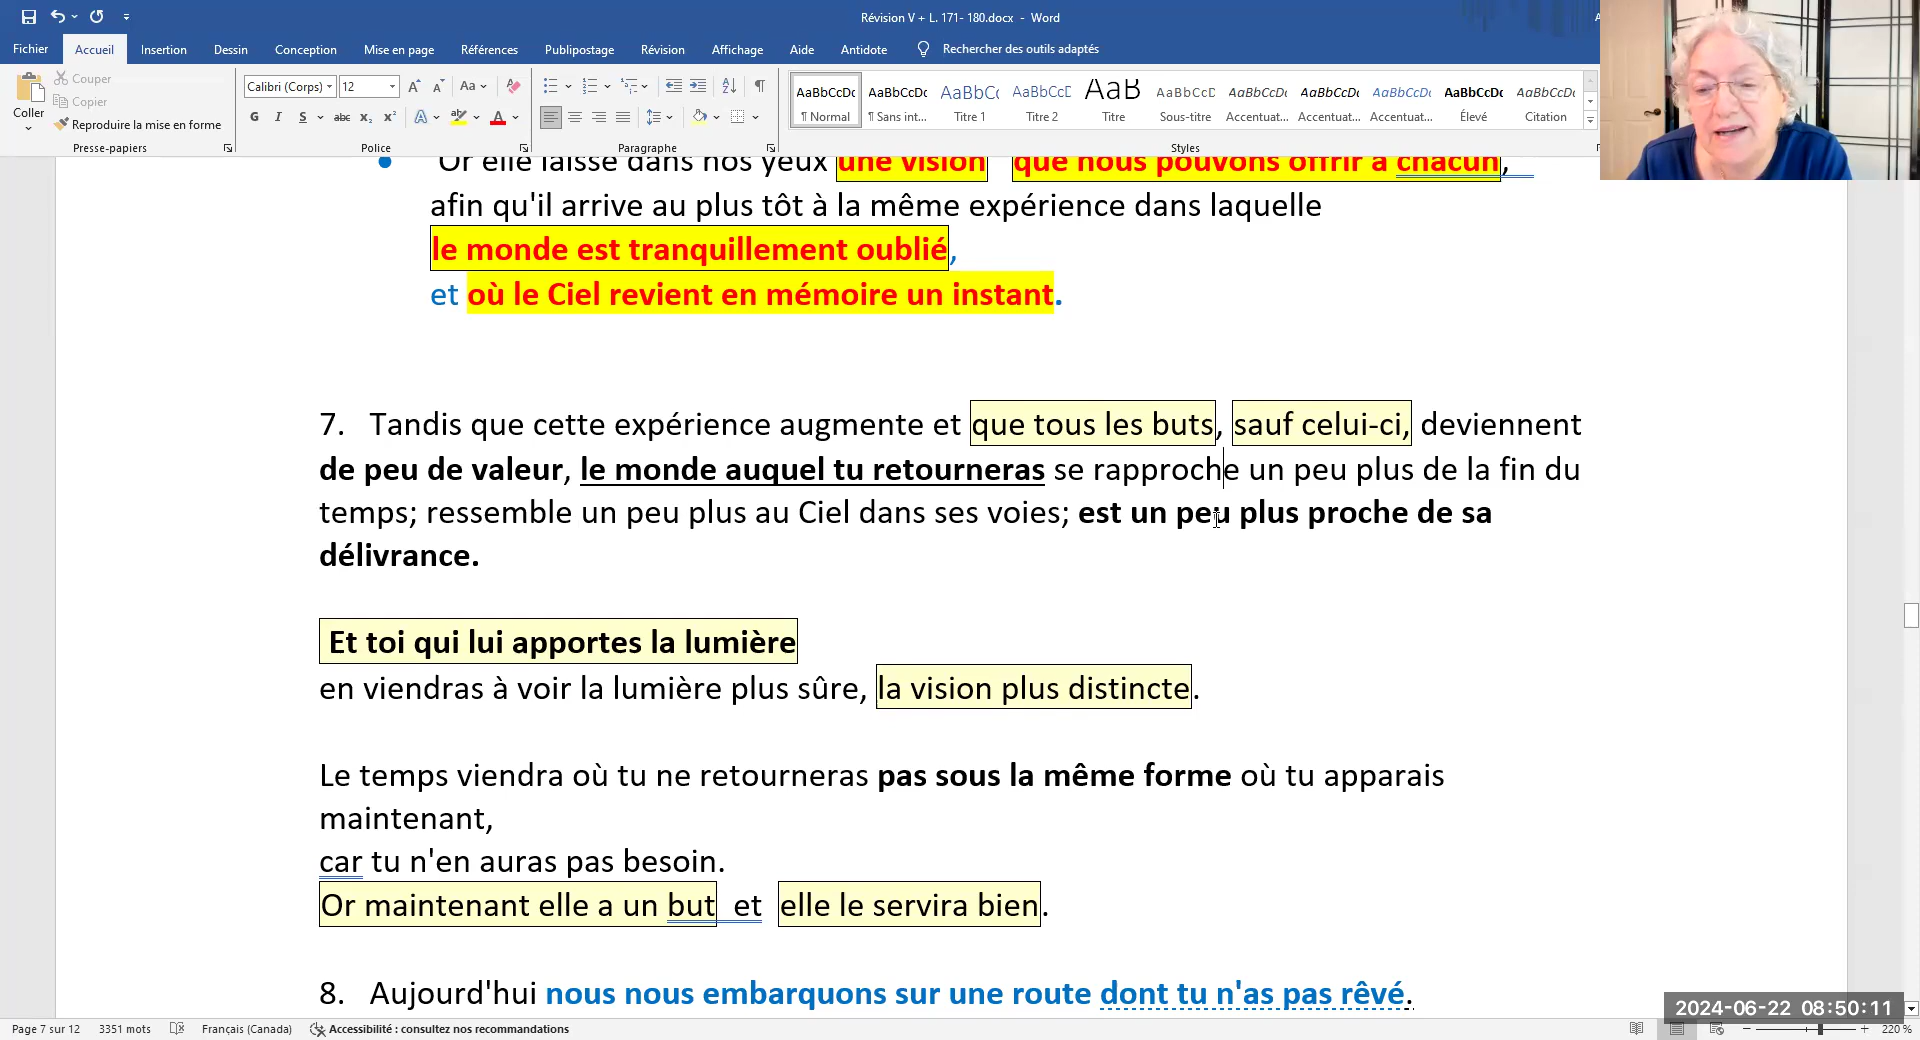 Révision V + L. 171- 180.docx - Word
Fichier Accueil Insertion Dessin Conception Mise en page Références Publipostage Révision Affichage Aide Antidote Rechercher des outils adaptés
Coller
Couper
Copier
Reproduire la mise en forme
Presse-papiers
Calibri (Corps) 12
G I S abc x₂ x²
Police
Paragraphe
AaBbCcDc AaBbCcDc AaBbCc AaBbCcD AaB AaBbCcD AaBbCcDc AaBbCcDc AaBbCcDc AaBbCcDc AaBbCcDc
¶ Normal ¶ Sans int... Titre 1 Titre 2 Titre Sous-titre Accentuat... Accentuat... Accentuat... Élevé Citation
Styles
Or elle laisse dans nos yeux une vision que nous pouvons offrir à chacun,
afin qu'il arrive au plus tôt à la même expérience dans laquelle
le monde est tranquillement oublié,
et où le Ciel revient en mémoire un instant.
7. Tandis que cette expérience augmente et que tous les buts, sauf celui-ci, deviennent
de peu de valeur, le monde auquel tu retourneras se rapproche un peu plus de la fin du
temps; ressemble un peu plus au Ciel dans ses voies; est un peu plus proche de sa
délivrance.
Et toi qui lui apportes la lumière
en viendras à voir la lumière plus sûre, la vision plus distincte.
Le temps viendra où tu ne retourneras pas sous la même forme où tu apparais
maintenant,
car tu n'en auras pas besoin.
Or maintenant elle a un but et elle le servira bien.
8. Aujourd'hui nous nous embarquons sur une route dont tu n'as pas rêvé.
2024-06-22 08:50:11
Page 7 sur 12 3351 mots Français (Canada) Accessibilité : consultez nos recommandations 220 %